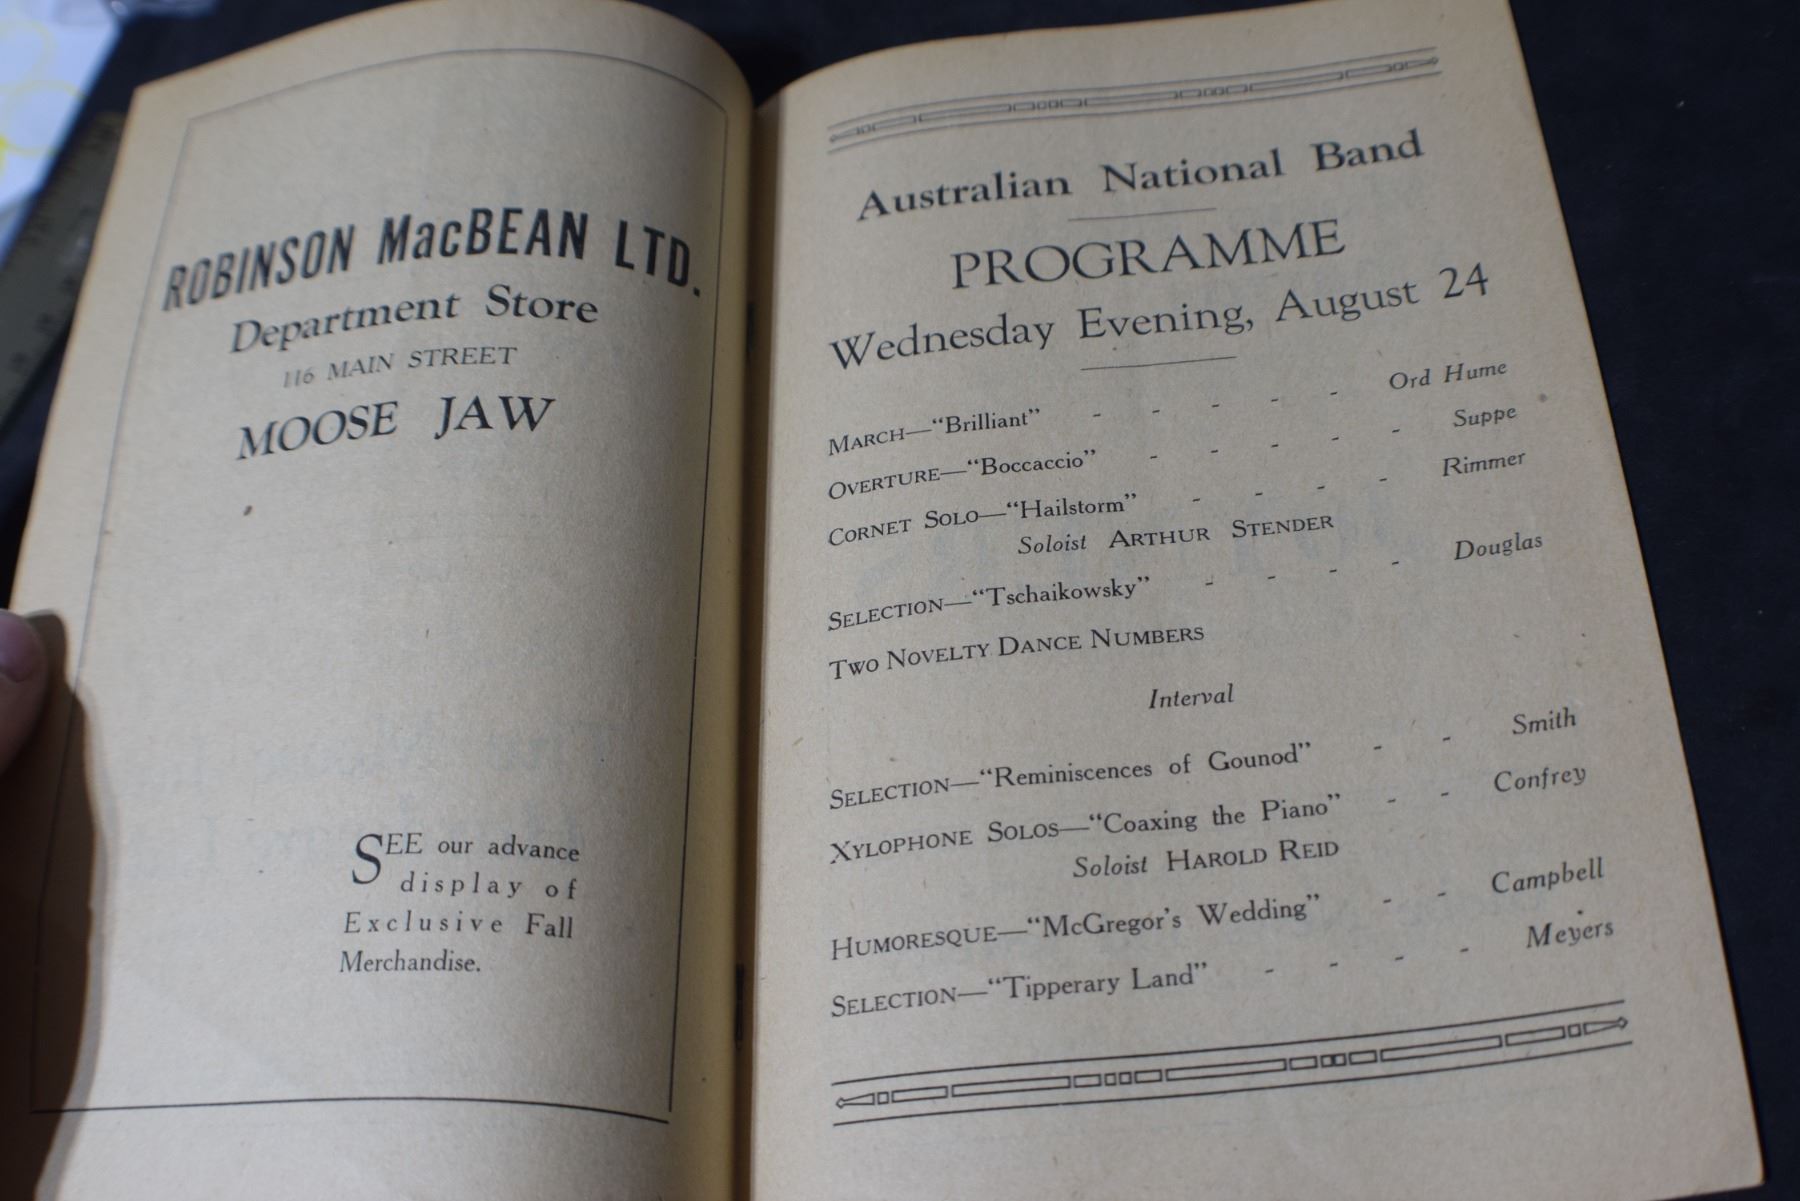 ROBINSON MacBEAN LTD.
Department Store
116 MAIN STREET
MOOSE JAW
SEE our advance
display of
Exclusive Fall
Merchandise.
Australian National Band
PROGRAMME
Wednesday Evening, August 24
MARCH—“Brilliant” - - - - - Ord Hume
OVERTURE—“Boccaccio” - - - - - Suppe
CORNET SOLO—“Hailstorm” - - - - Rimmer
Soloist ARTHUR STENDER
SELECTION—“Tschaikowsky” - - - - Douglas
TWO NOVELTY DANCE NUMBERS
Interval
SELECTION—“Reminiscences of Gounod” - - Smith
XYLOPHONE SOLOS—“Coaxing the Piano” - - Confrey
Soloist HAROLD REID
HUMORESQUE—“McGregor’s Wedding” - - Campbell
SELECTION—“Tipperary Land” - - - - Meyers